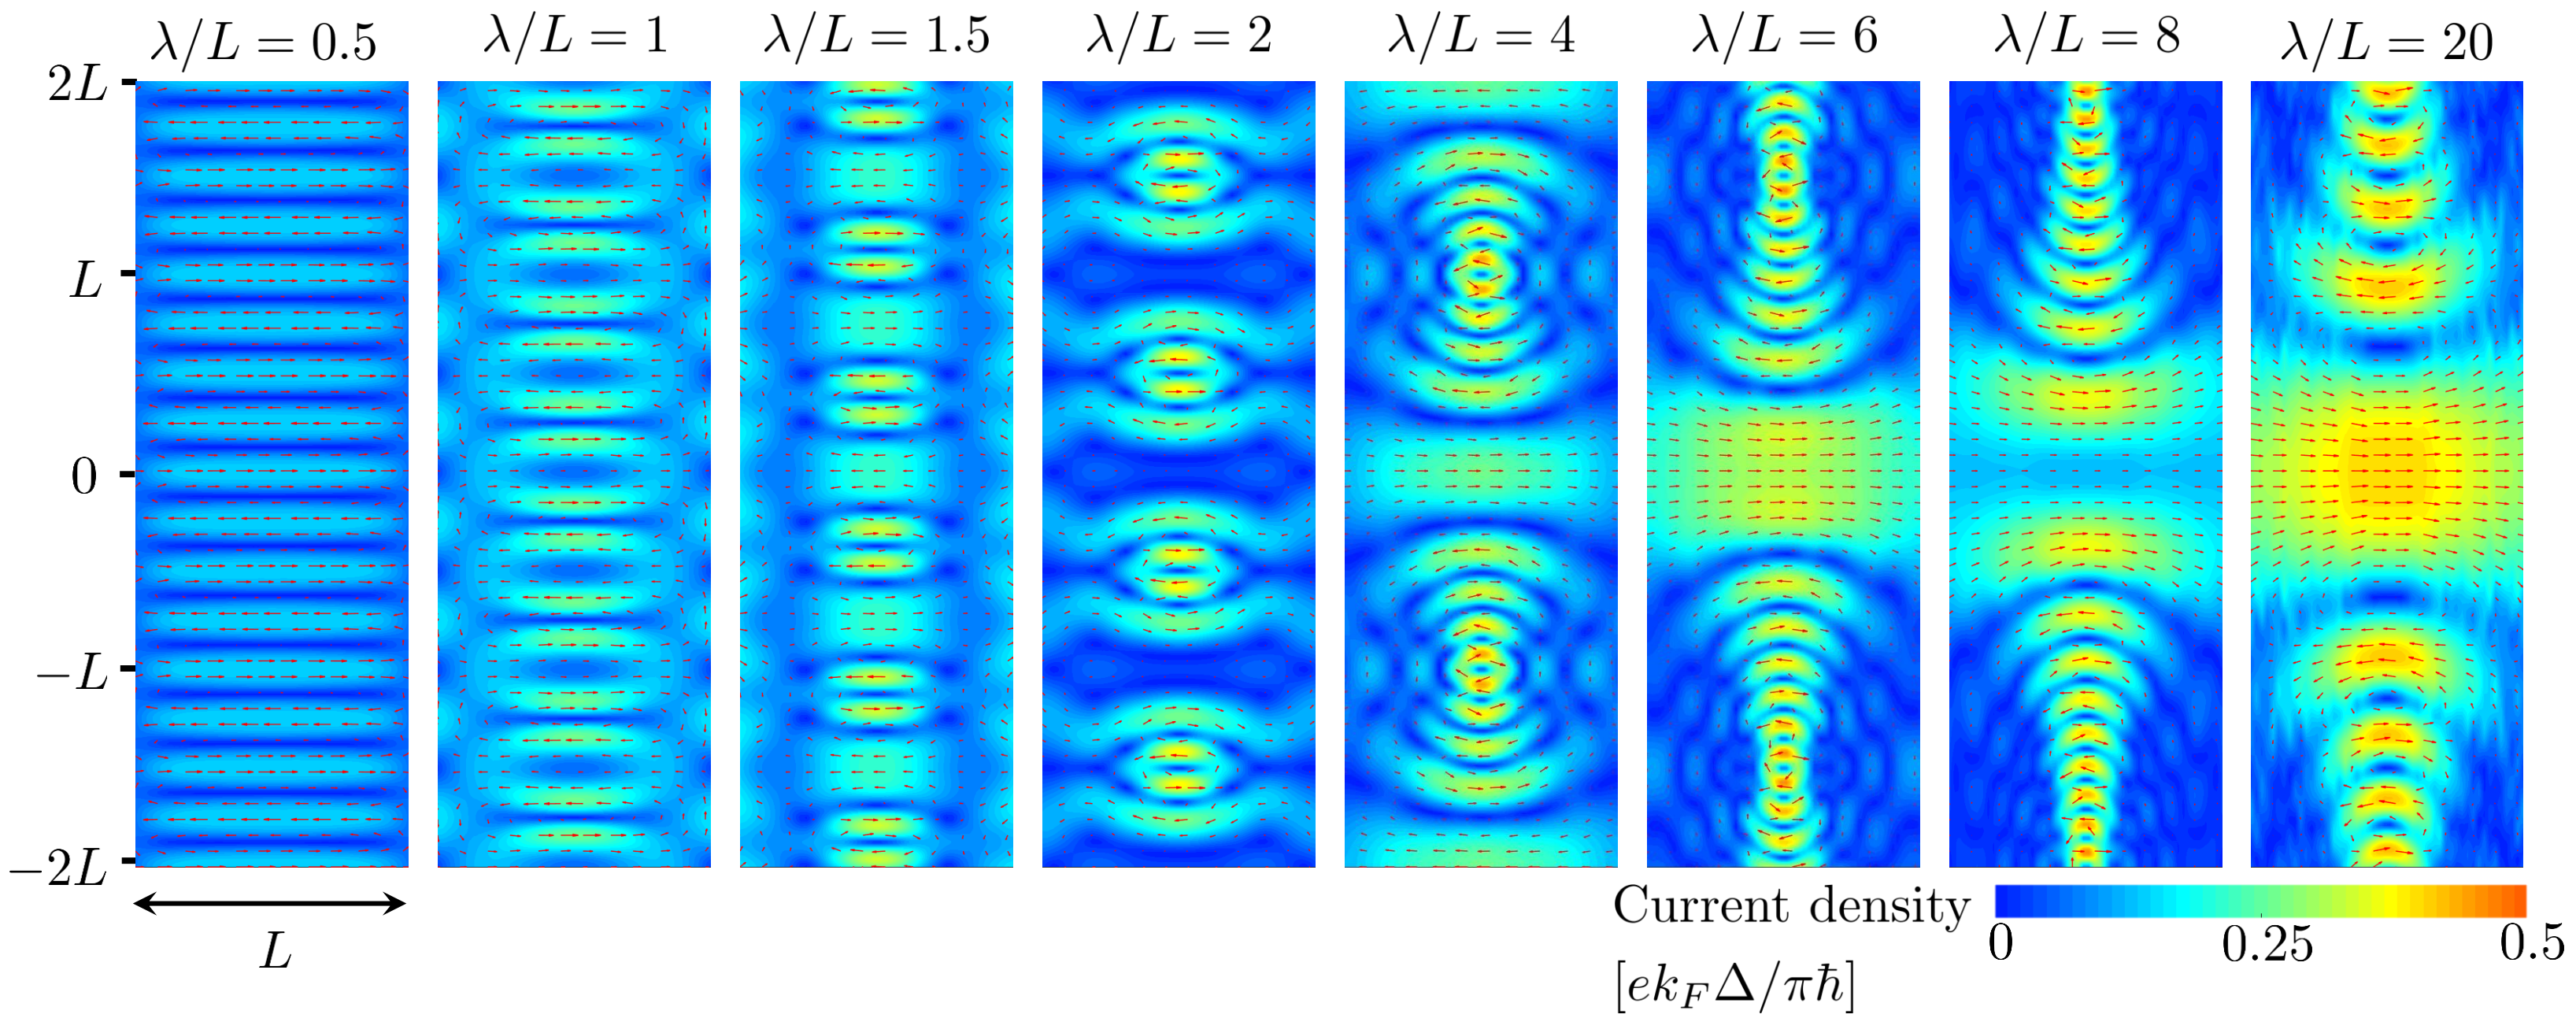 λ/L = 0.5
λ/L = 1
λ/L = 1.5
λ/L = 2
λ/L = 4
λ/L = 6
λ/L = 8
λ/L = 20
2L
L
0
−L
−2L
L
Current density
[ek_F Δ/πħ]
0
0.25
0.5